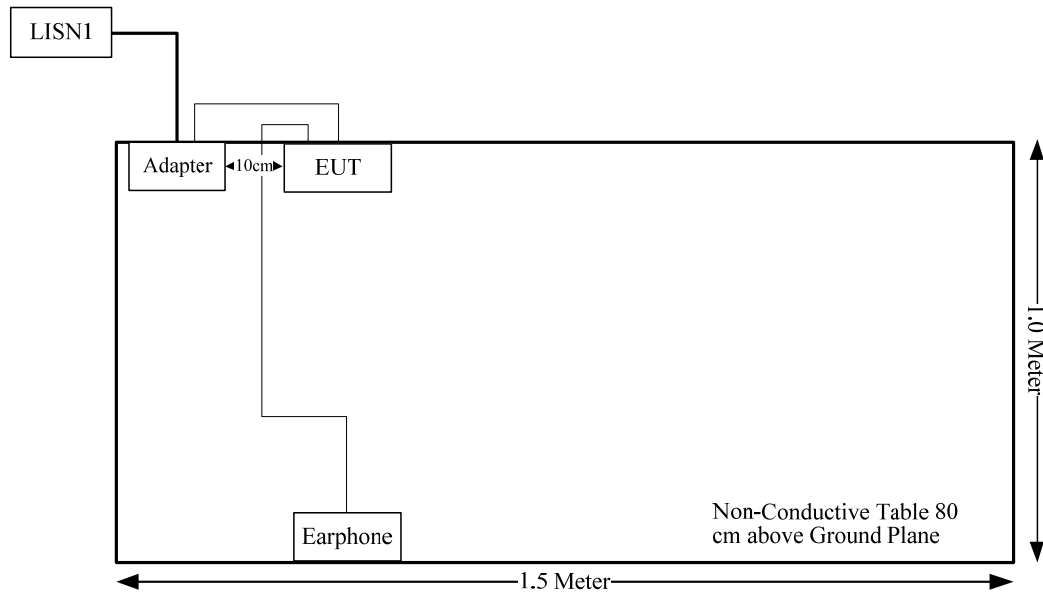 LISN1
Adapter
10cm
EUT
1.0 Meter
Earphone
Non-Conductive Table 80
cm above Ground Plane
1.5 Meter